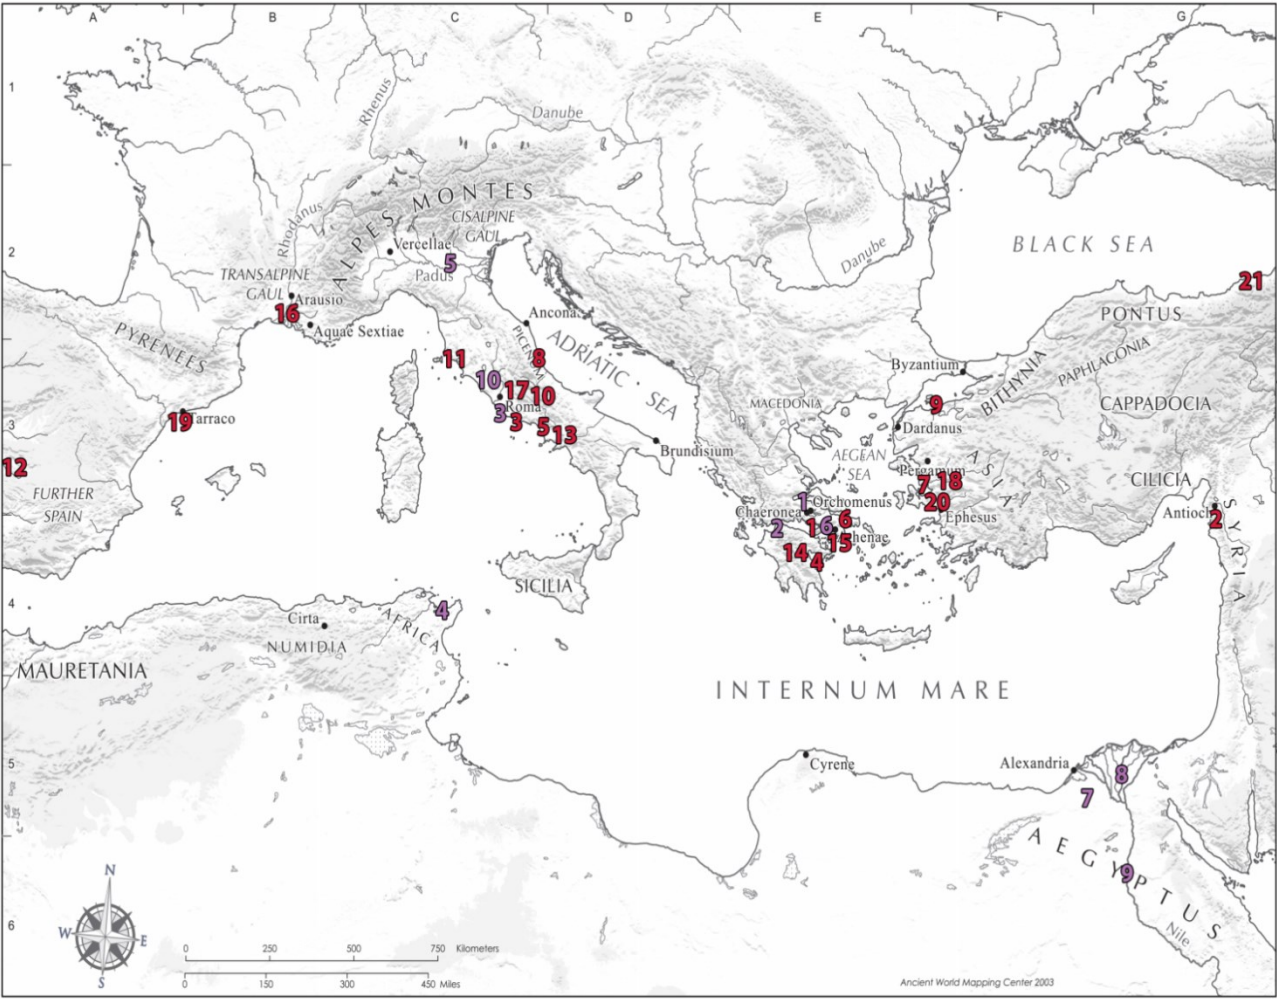 A B C D E F G
1
Rhenus
Danube
ALPES MONTES
CISALPINE
GAUL
Rhodanus
BLACK SEA
2
Vercellae
Danube
5
Padus
TRANSALPINE
GAUL
Arausio
21
16
PONTUS
Aquae Sextiae
Ancona
PYRENEES
ADRIATIC SEA
11
8
Byzantium
BITHYNIA
PAPHLAGONIA
10
17
10
MACEDONIA
9
CAPPADOCIA
Roma
3
3
5
13
19
Tarraco
3
Dardanus
Brundisium
AEGEAN
SEA
ASIA
12
Pergamum
7
18
CILICIA
FURTHER
SPAIN
1
Orchomenus
20
Chaeronea
Ephesus
Antioch
2
SYRIA
2
1
6
6
15
14
4
SICILIA
4
4
Cirta
AFRICA
NUMIDIA
MAURETANIA
INTERNUM MARE
5
Cyrene
Alexandria
8
7
AEGYPTUS
9
6
Nile
N
W
E
S
0 250 500 750 Kilometers
0 150 300 450 Miles
Ancient World Mapping Center 2003